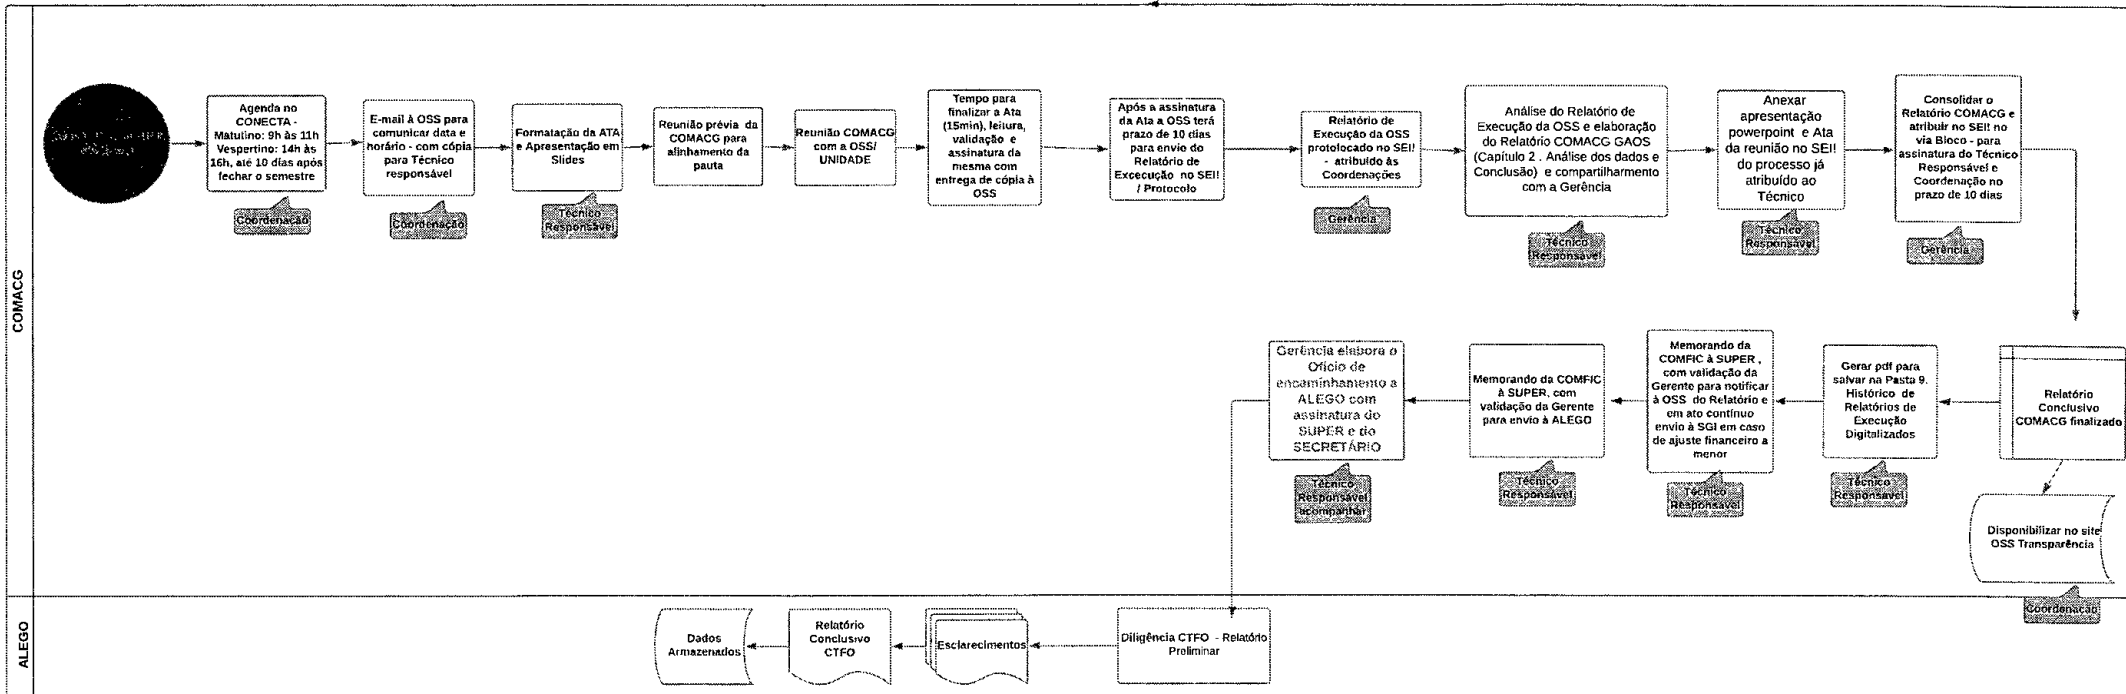 COMACG
Agenda no
CONECTA -
Matutino: 9h às 11h
Vespertino: 14h às
16h, até 10 dias após
fechar o semestre
Coordenação
E-mail à OSS para
comunicar data e
horário - com cópia
para Técnico
responsável
Coordenação
Formatação da ATA
e Apresentação em
Slides
Técnico
Responsável
Reunião prévia da
COMACG para
alinhamento da
pauta
Reunião COMACG
com a OSS/
UNIDADE
Tempo para
finalizar a Ata
(15min), leitura,
validação e
assinatura da
mesma com
entrega de cópia à
OSS
Após a assinatura
da Ata a OSS terá
prazo de 10 dias
para envio do
Relatório de
Excecução no SEI!
/ Protocolo
Relatório de
Execução da OSS
protolocado no SEI!
- atribuído às
Coordenações
Gerência
Análise do Relatório de
Execução da OSS e elaboração
do Relatório COMACG GAOS
(Capítulo 2 . Análise dos dados e
Conclusão) e compartilharmento
com a Gerência
Técnico
Responsável
Anexar
apresentação
powerpoint e Ata
da reunião no SEI!
do processo já
atribuído ao
Técnico
Técnico
Responsável
Consolidar o
Relatório COMACG e
atribuir no SEI! no
via Bloco - para
assinatura do Técnico
Responsável e
Coordenação no
prazo de 10 dias
Gerência
Relatório
Conclusivo
COMACG finalizado
Disponibilizar no site
OSS Transparência
Coordenação
Gerar pdf para
salvar na Pasta 9.
Histórico de
Relatórios de
Execução
Digitalizados
Técnico
Responsável
Memorando da
COMFIC à SUPER ,
com validação da
Gerente para notificar
à OSS do Relatório e
em ato contínuo
envio à SGI em caso
de ajuste financeiro a
menor
Técnico
Responsável
Memorando da COMFIC
à SUPER, com
validação da Gerente
para envio à ALEGO
Técnico
Responsável
Gerência elabora o
Ofício de
encaminhamento a
ALEGO com
assinatura do
SUPER e do
SECRETÁRIO
Técnico
Responsável
acompanhar
ALEGO
Diligência CTFO - Relatório
Preliminar
Esclarecimentos
Relatório
Conclusivo
CTFO
Dados
Armazenados